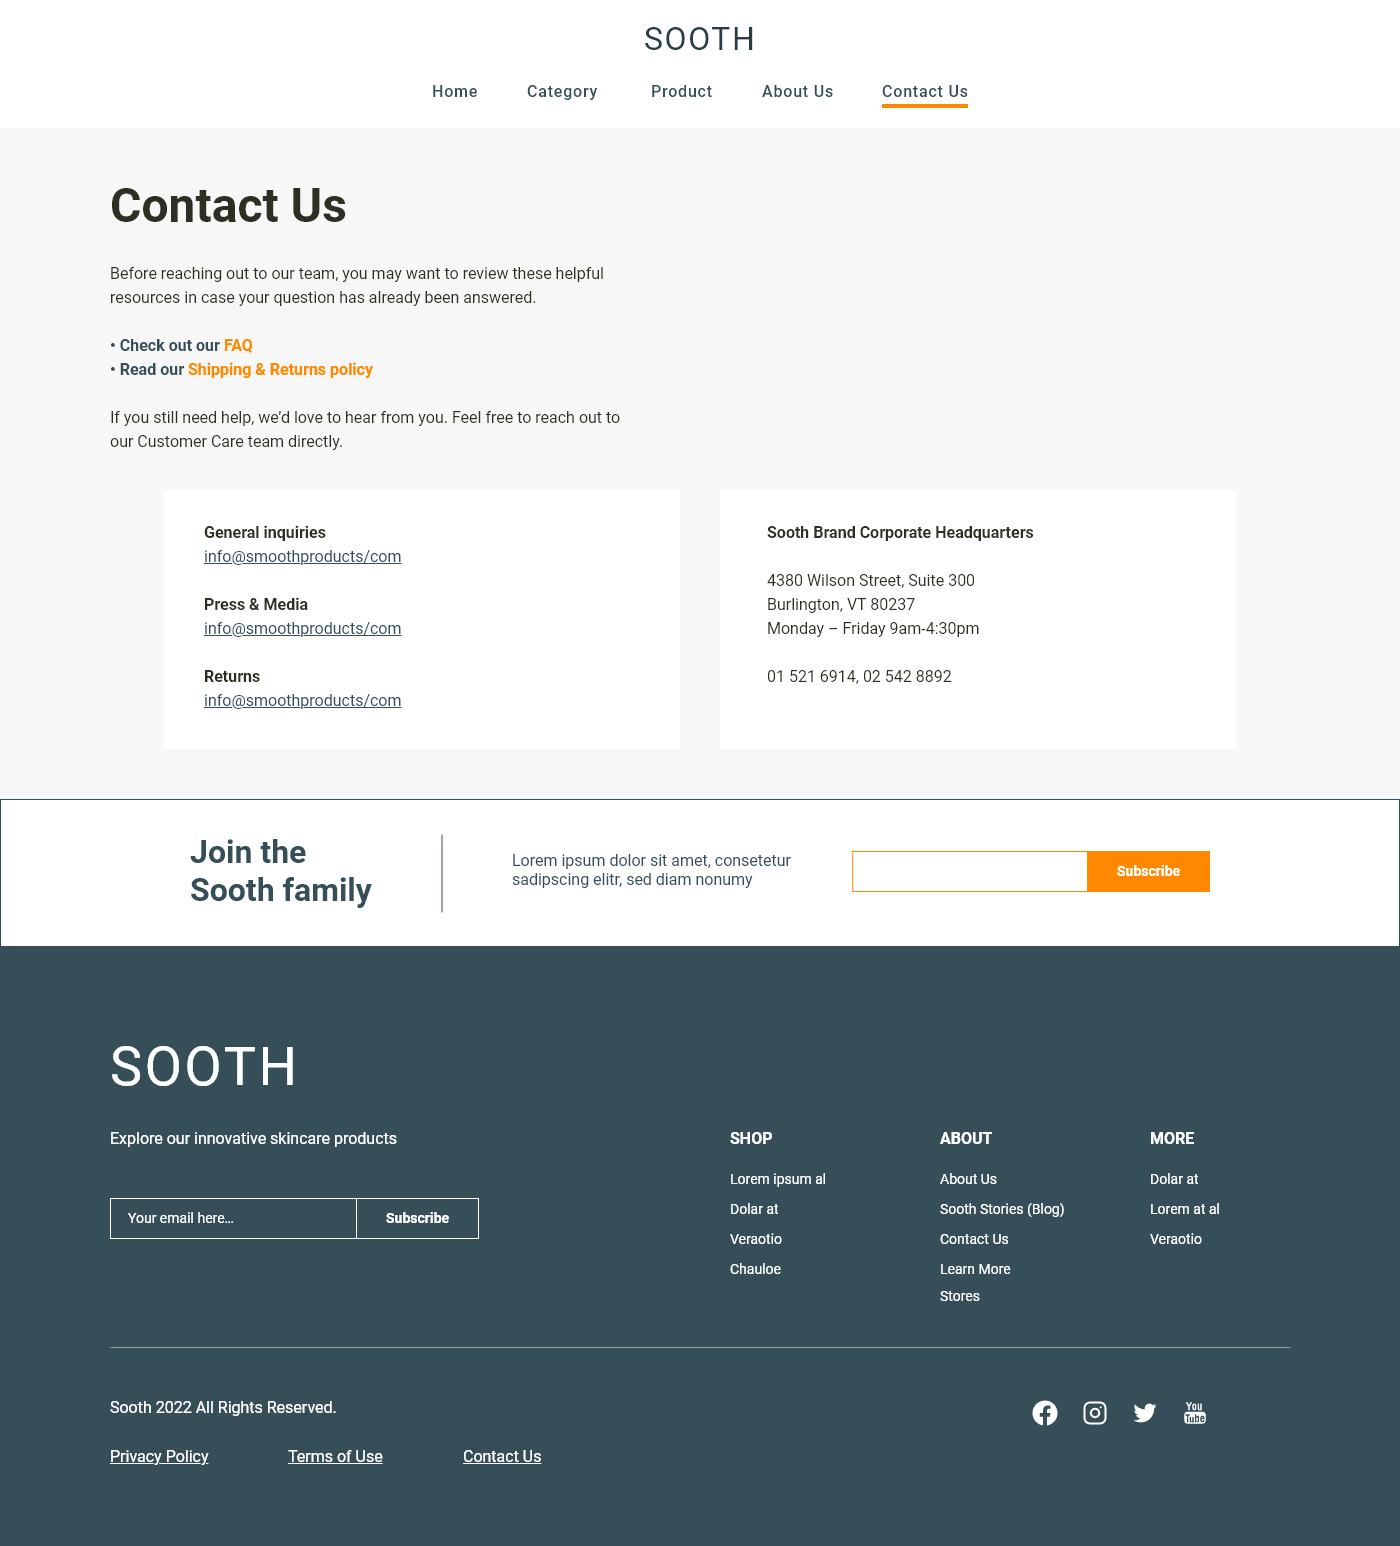 SOOTH
Home Category Product About Us Contact Us
Contact Us
Before reaching out to our team, you may want to review these helpful
resources in case your question has already been answered.
• Check out our FAQ
• Read our Shipping & Returns policy
If you still need help, we’d love to hear from you. Feel free to reach out to
our Customer Care team directly.
General inquiries
info@smoothproducts/com
Press & Media
info@smoothproducts/com
Returns
info@smoothproducts/com
Sooth Brand Corporate Headquarters
4380 Wilson Street, Suite 300
Burlington, VT 80237
Monday – Friday 9am-4:30pm
01 521 6914, 02 542 8892
Join the
Sooth family
Lorem ipsum dolor sit amet, consetetur
sadipscing elitr, sed diam nonumy
Subscribe
SOOTH
Explore our innovative skincare products
Your email here...
Subscribe
SHOP
Lorem ipsum al
Dolar at
Veraotio
Chauloe
ABOUT
About Us
Sooth Stories (Blog)
Contact Us
Learn More
Stores
MORE
Dolar at
Lorem at al
Veraotio
Sooth 2022 All Rights Reserved.
You
Tube
Privacy Policy Terms of Use Contact Us